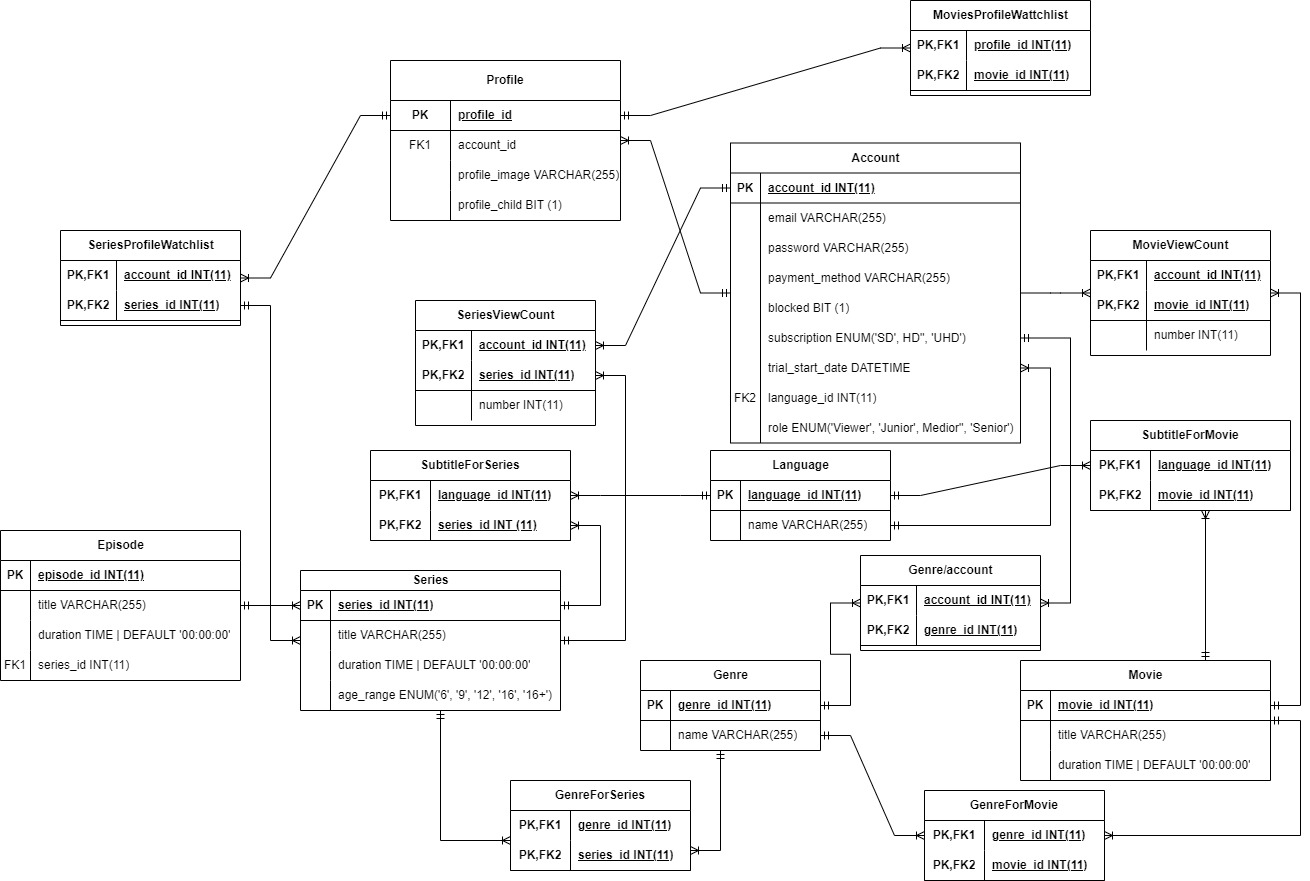 MoviesProfileWattchlist
PK,FK1 profile_id INT(11)
PK,FK2 movie_id INT(11)
Profile
PK profile_id
FK1 account_id
profile_image VARCHAR(255)
profile_child BIT (1)
Account
PK account_id INT(11)
email VARCHAR(255)
password VARCHAR(255)
payment_method VARCHAR(255)
blocked BIT (1)
subscription ENUM('SD', HD'', 'UHD')
trial_start_date DATETIME
FK2 language_id INT(11)
role ENUM('Viewer', 'Junior', Medior'', 'Senior')
SeriesProfileWatchlist
PK,FK1 account_id INT(11)
PK,FK2 series_id INT(11)
MovieViewCount
PK,FK1 account_id INT(11)
PK,FK2 movie_id INT(11)
number INT(11)
SeriesViewCount
PK,FK1 account_id INT(11)
PK,FK2 series_id INT(11)
number INT(11)
SubtitleForMovie
PK,FK1 language_id INT(11)
PK,FK2 movie_id INT(11)
SubtitleForSeries
PK,FK1 language_id INT(11)
PK,FK2 series_id INT (11)
Language
PK language_id INT(11)
name VARCHAR(255)
Episode
PK episode_id INT(11)
title VARCHAR(255)
duration TIME | DEFAULT '00:00:00'
FK1 series_id INT(11)
Series
PK series_id INT(11)
title VARCHAR(255)
duration TIME | DEFAULT '00:00:00'
age_range ENUM('6', '9', '12', '16', '16+')
Genre/account
PK,FK1 account_id INT(11)
PK,FK2 genre_id INT(11)
Genre
PK genre_id INT(11)
name VARCHAR(255)
Movie
PK movie_id INT(11)
title VARCHAR(255)
duration TIME | DEFAULT '00:00:00'
GenreForSeries
PK,FK1 genre_id INT(11)
PK,FK2 series_id INT(11)
GenreForMovie
PK,FK1 genre_id INT(11)
PK,FK2 movie_id INT(11)